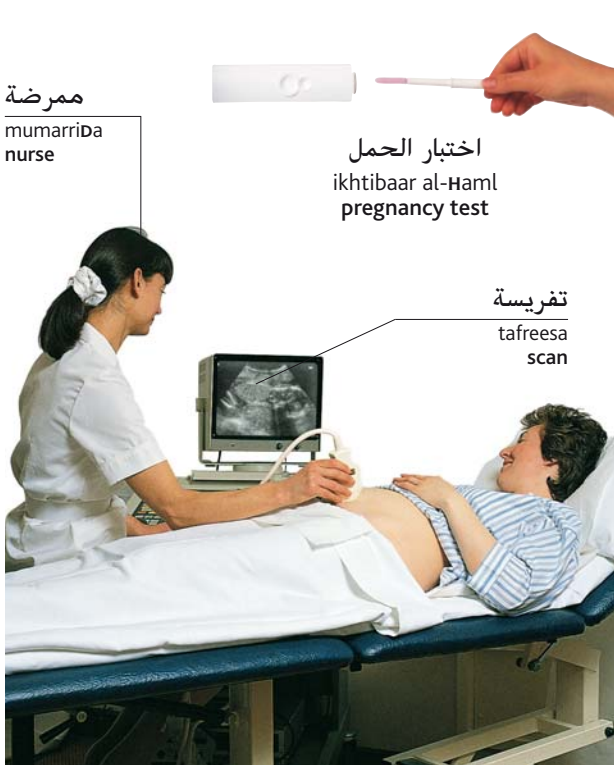 ممرضة
mumarriDa
nurse
اختبار الحمل
ikhtibaar al-Haml
pregnancy test
تفريسة
tafreesa
scan